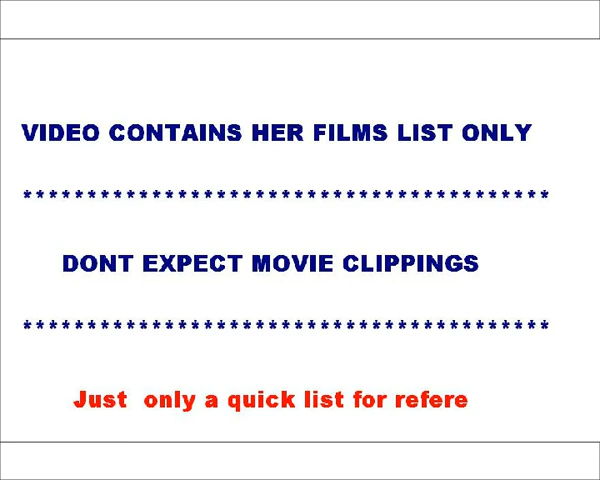 VIDEO CONTAINS HER FILMS LIST ONLY
*****************************************
DONT EXPECT MOVIE CLIPPINGS
*****************************************
Just only a quick list for refere